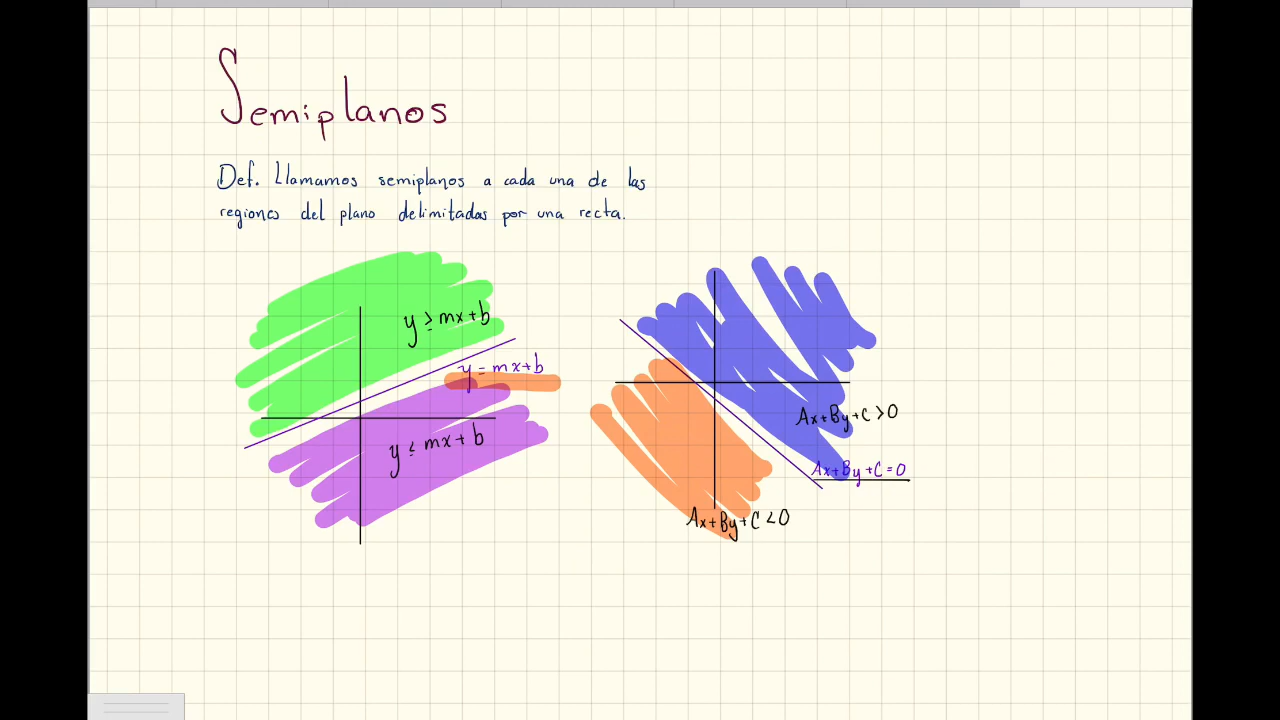 Semiplanos
Def. Llamamos semiplanos a cada una de las
regiones del plano delimitadas por una recta.
y ≥ mx+b
y = mx+b
y ≤ mx+b
Ax+By+C>0
Ax+By+C=0
Ax+By+C<0